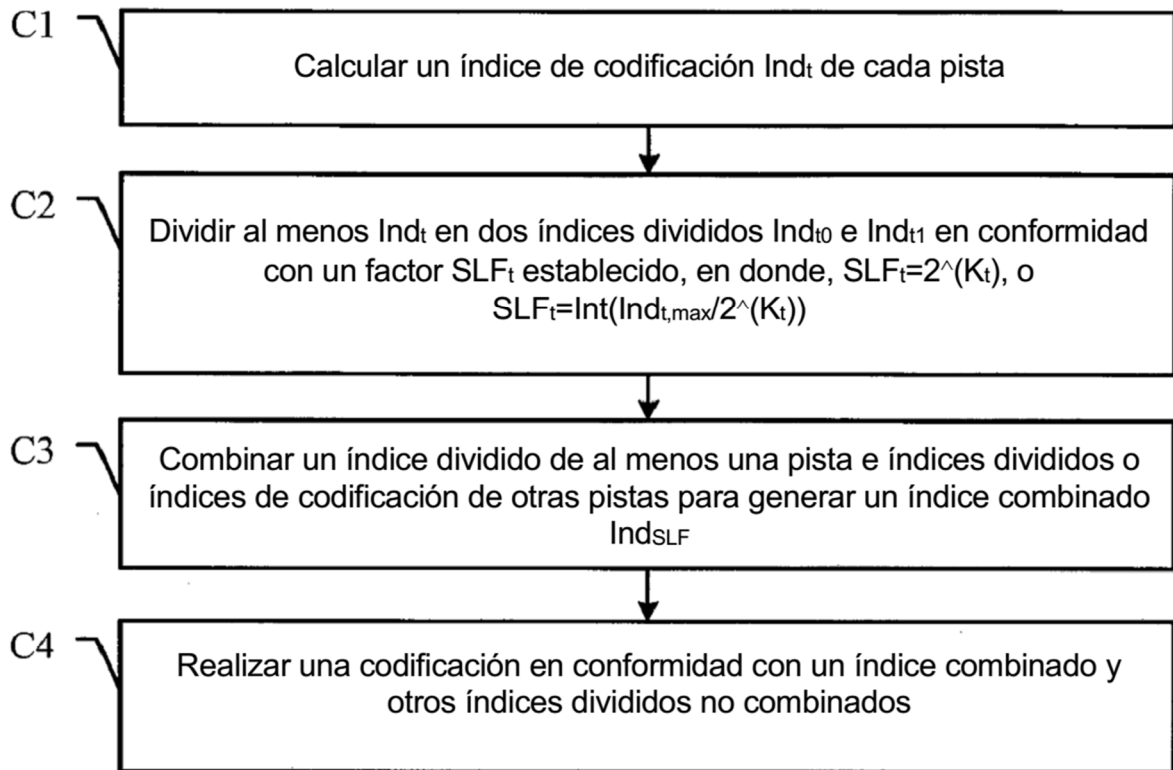 C1
Calcular un índice de codificación Indt de cada pista
C2
Dividir al menos Indt en dos índices divididos Indt0 e Indt1 en conformidad
con un factor SLFt establecido, en donde, SLFt=2^(Kt), o
SLFt=Int(Indt,max/2^(Kt))
C3
Combinar un índice dividido de al menos una pista e índices divididos o
índices de codificación de otras pistas para generar un índice combinado
IndSLF
C4
Realizar una codificación en conformidad con un índice combinado y
otros índices divididos no combinados